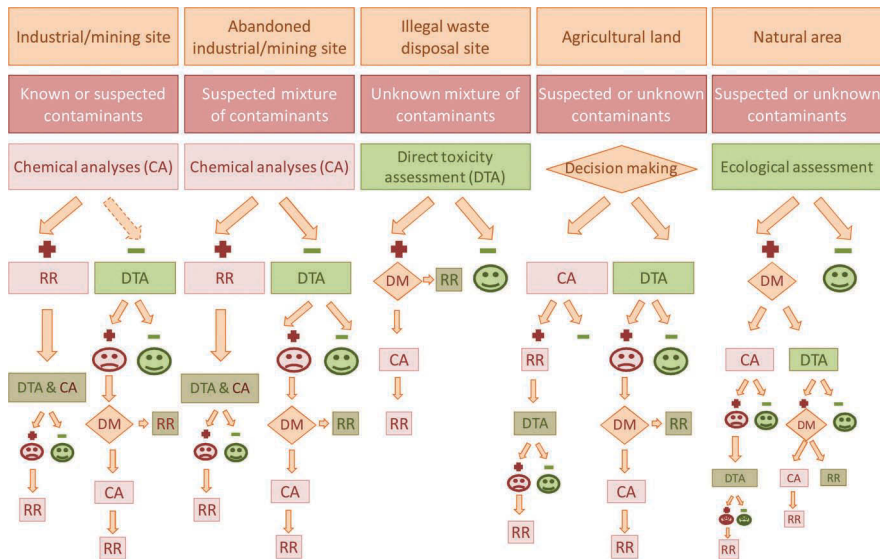 Industrial/mining site
Abandoned
industrial/mining site
Illegal waste
disposal site
Agricultural land
Natural area
Known or suspected
contaminants
Suspected mixture
of contaminants
Unknown mixture of
contaminants
Suspected or unknown
contaminants
Suspected or unknown
contaminants
Chemical analyses (CA)
Chemical analyses (CA)
Direct toxicity
assessment (DTA)
Decision making
Ecological assessment
RR
DTA
RR
DTA
DM
RR
CA
DTA
DM
CA
RR
CA
DTA
DTA & CA
DTA & CA
DM
RR
DM
RR
RR
DTA
DM
RR
DM
DTA
CA
RR
RR
CA
RR
CA
CA
RR
RR
RR
RR
RR
RR
RR